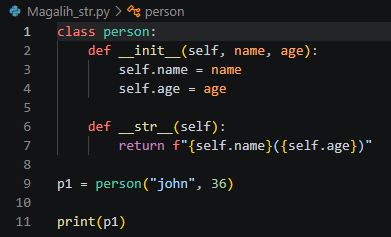 Magalih_str.py > person
1 class person:
2     def __init__(self, name, age):
3         self.name = name
4         self.age = age
5
6     def __str__(self):
7         return f"{self.name}({self.age})"
8
9 p1 = person("john", 36)
10
11 print(p1)